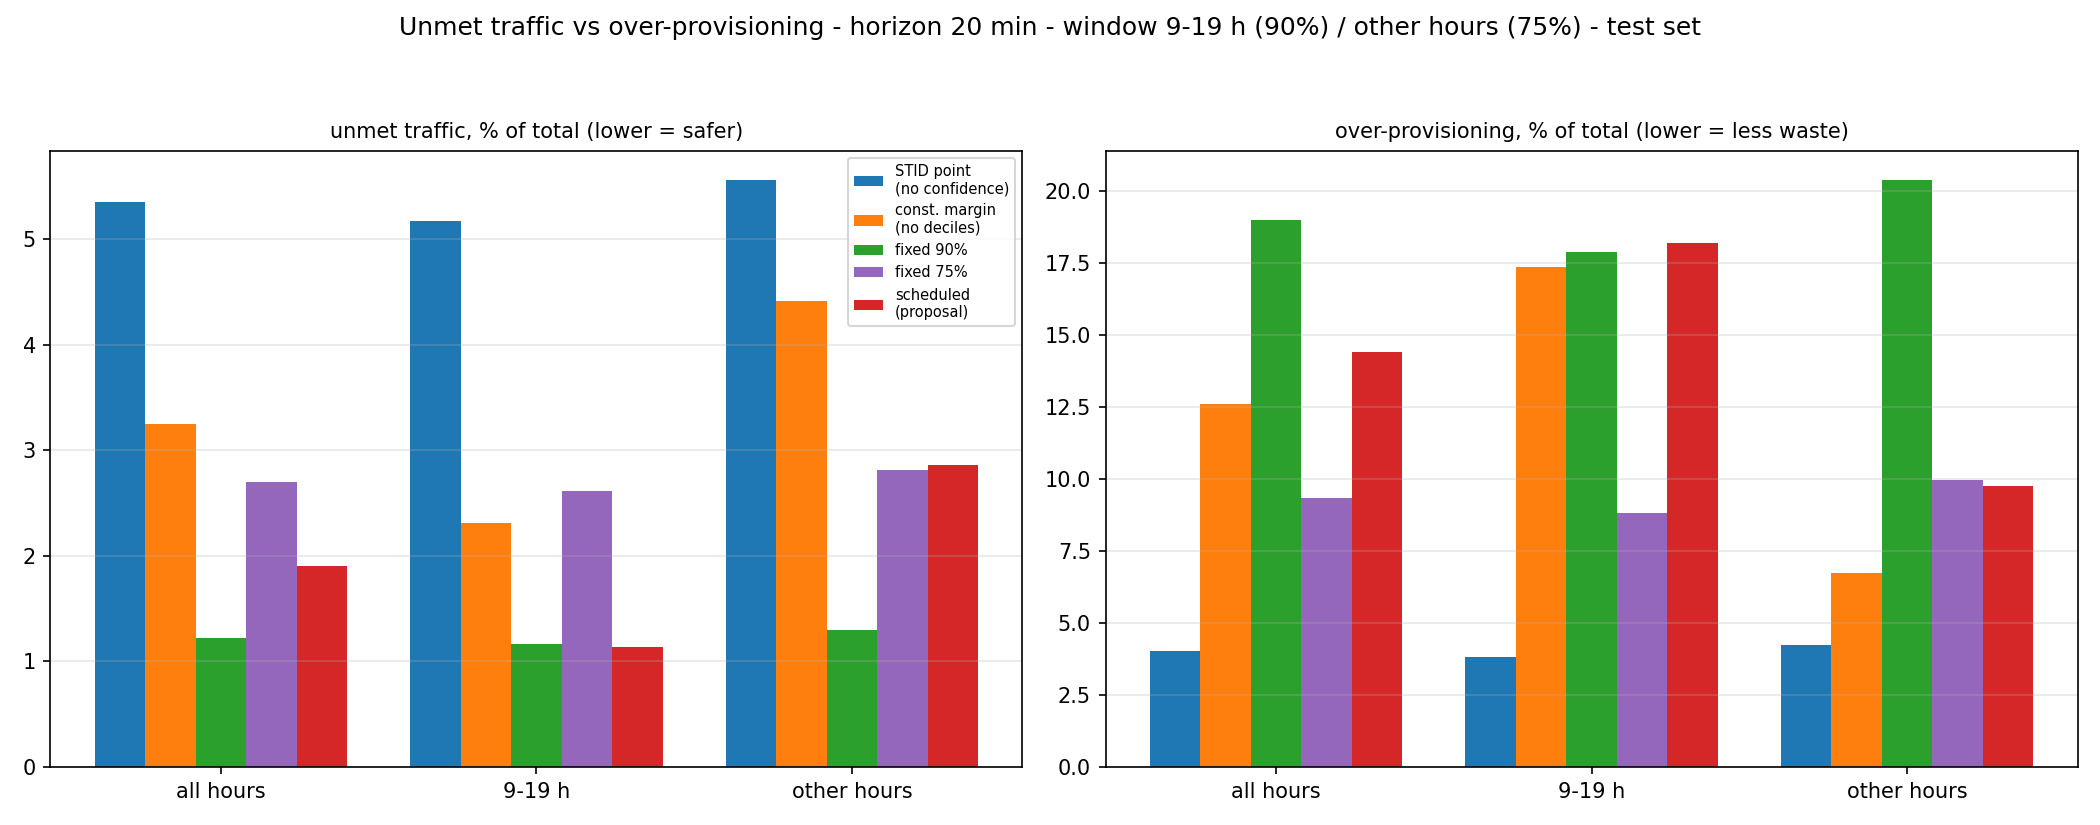 Unmet traffic vs over-provisioning - horizon 20 min - window 9-19 h (90%) / other hours (75%) - test set
unmet traffic, % of total (lower = safer)
5
4
3
2
1
0
all hours
9-19 h
other hours
STID point
(no confidence)
const. margin
(no deciles)
fixed 90%
fixed 75%
scheduled
(proposal)
over-provisioning, % of total (lower = less waste)
20.0
17.5
15.0
12.5
10.0
7.5
5.0
2.5
0.0
all hours
9-19 h
other hours